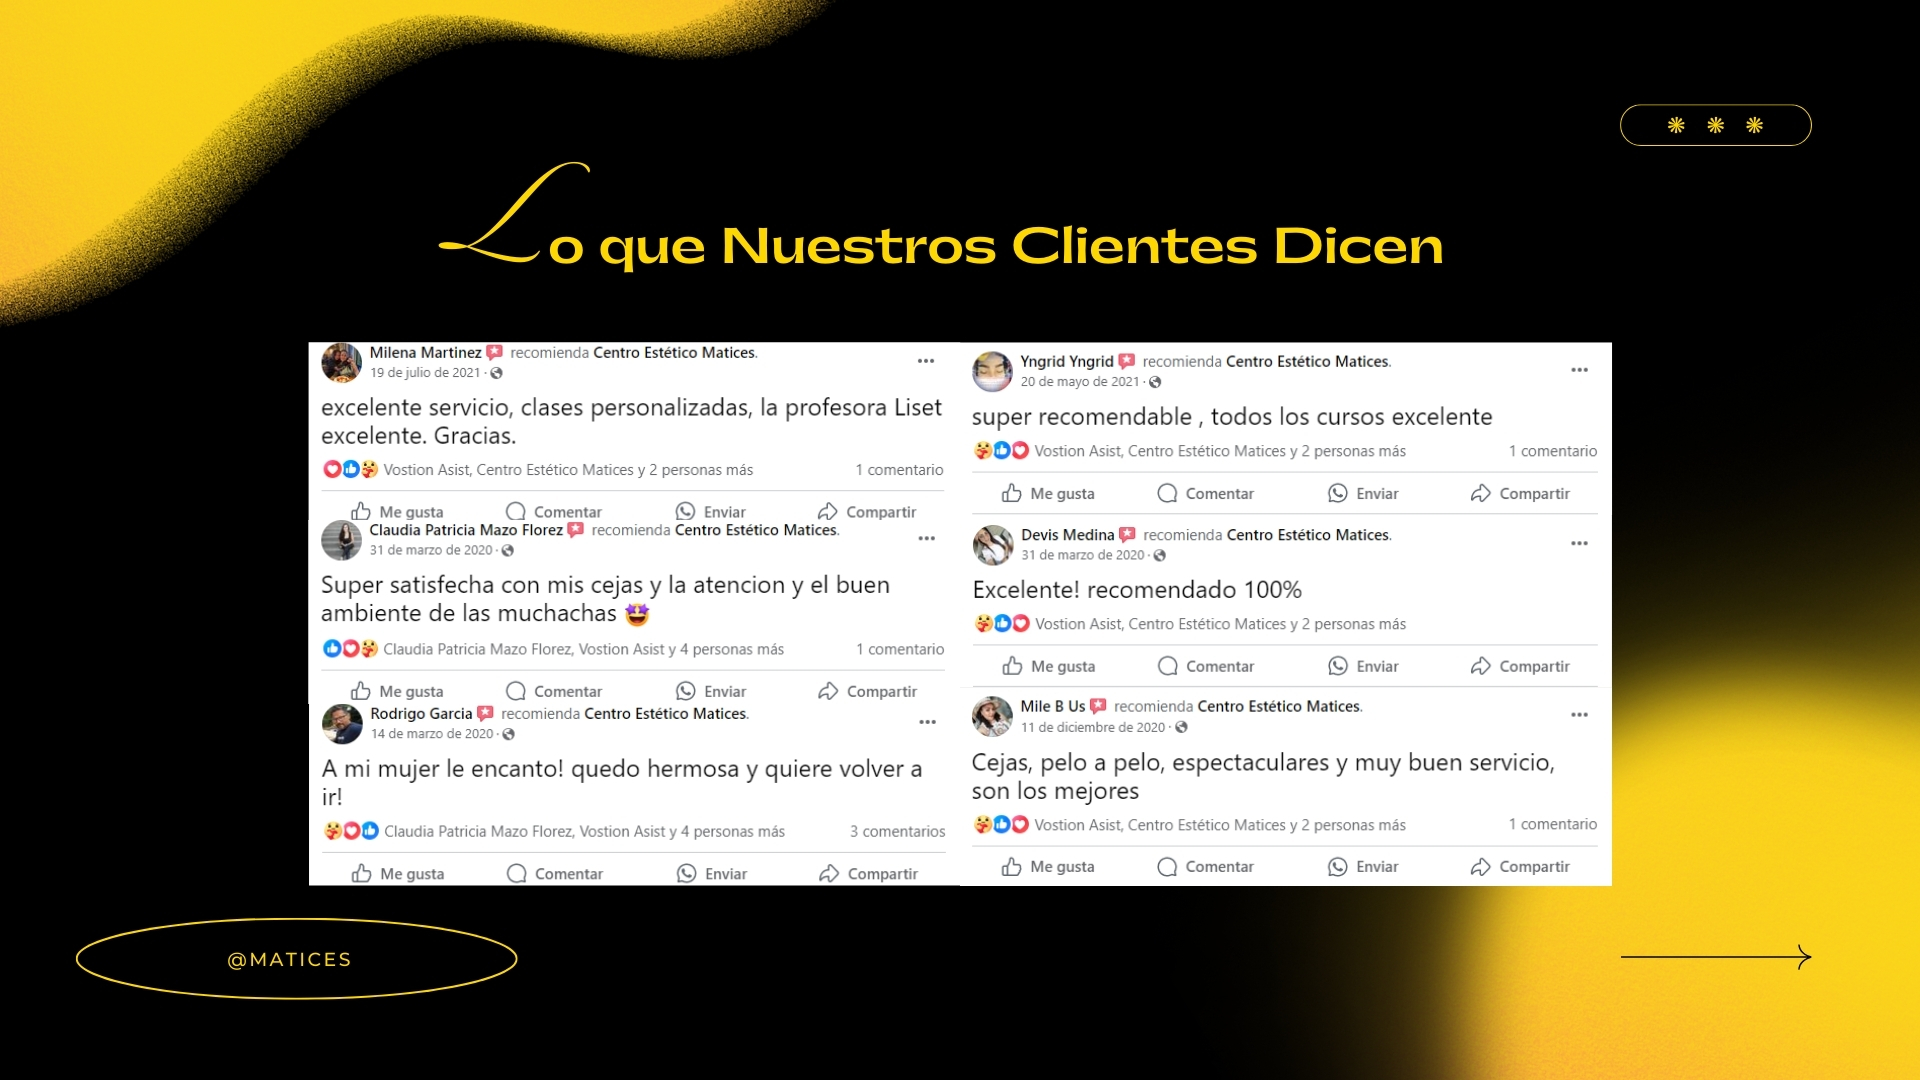 Lo que Nuestros Clientes Dicen
Milena Martinez recomienda Centro Estético Matices.
19 de julio de 2021 ·
excelente servicio, clases personalizadas, la profesora Liset
excelente. Gracias.
Vostion Asist, Centro Estético Matices y 2 personas más 1 comentario
Me gusta Comentar Enviar Compartir
Claudia Patricia Mazo Florez recomienda Centro Estético Matices.
31 de marzo de 2020 ·
Super satisfecha con mis cejas y la atencion y el buen
ambiente de las muchachas 🤩
Claudia Patricia Mazo Florez, Vostion Asist y 4 personas más 1 comentario
Me gusta Comentar Enviar Compartir
Rodrigo Garcia recomienda Centro Estético Matices.
14 de marzo de 2020 ·
A mi mujer le encanto! quedo hermosa y quiere volver a
ir!
Claudia Patricia Mazo Florez, Vostion Asist y 4 personas más 3 comentarios
Me gusta Comentar Enviar Compartir
Yngrid Yngrid recomienda Centro Estético Matices.
20 de mayo de 2021 ·
super recomendable , todos los cursos excelente
Vostion Asist, Centro Estético Matices y 2 personas más 1 comentario
Me gusta Comentar Enviar Compartir
Devis Medina recomienda Centro Estético Matices.
31 de marzo de 2020 ·
Excelente! recomendado 100%
Vostion Asist, Centro Estético Matices y 2 personas más
Me gusta Comentar Enviar Compartir
Mile B Us recomienda Centro Estético Matices.
11 de diciembre de 2020 ·
Cejas, pelo a pelo, espectaculares y muy buen servicio,
son los mejores
Vostion Asist, Centro Estético Matices y 2 personas más 1 comentario
Me gusta Comentar Enviar Compartir
@MATICES